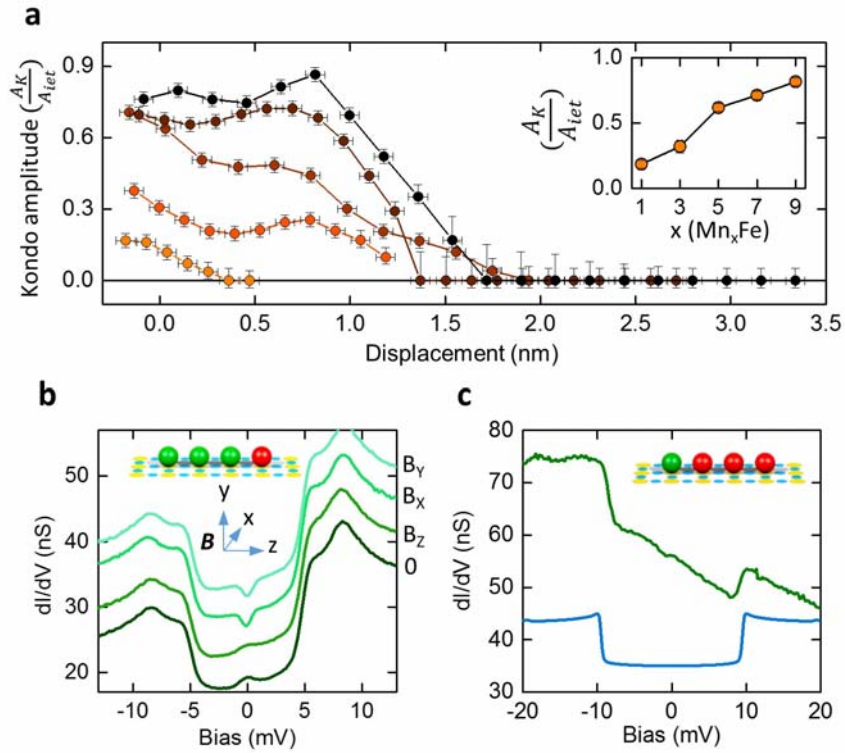 a
Kondo amplitude (A_K/A_iet)
0.9
0.6
0.3
0.0
0.0 0.5 1.0 1.5 2.0 2.5 3.0 3.5
Displacement (nm)
(A_K/A_iet)
1.0
0.5
0.0
1 3 5 7 9
x (Mn_xFe)
b
dI/dV (nS)
50
40
30
20
y
x
B
z
B_Y
B_X
B_Z
0
-10 -5 0 5 10
Bias (mV)
c
dI/dV (nS)
80
70
60
50
40
30
-20 -10 0 10 20
Bias (mV)